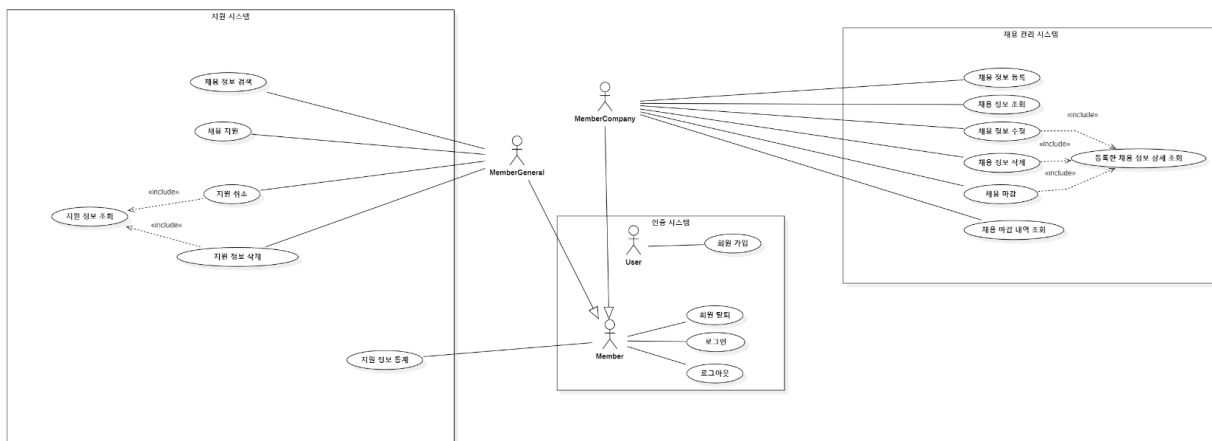 지원 시스템
채용 정보 검색
채용 지원
지원 취소
«include»
지원 정보 조회
«include»
지원 정보 삭제
지원 정보 통계
MemberGeneral
MemberCompany
인증 시스템
User
회원 가입
Member
회원 탈퇴
로그인
로그아웃
채용 관리 시스템
채용 정보 등록
채용 정보 조회
채용 정보 수정
«include»
«include»
채용 정보 삭제
등록한 채용 정보 상세 조회
«include»
채용 마감
채용 마감 내역 조회